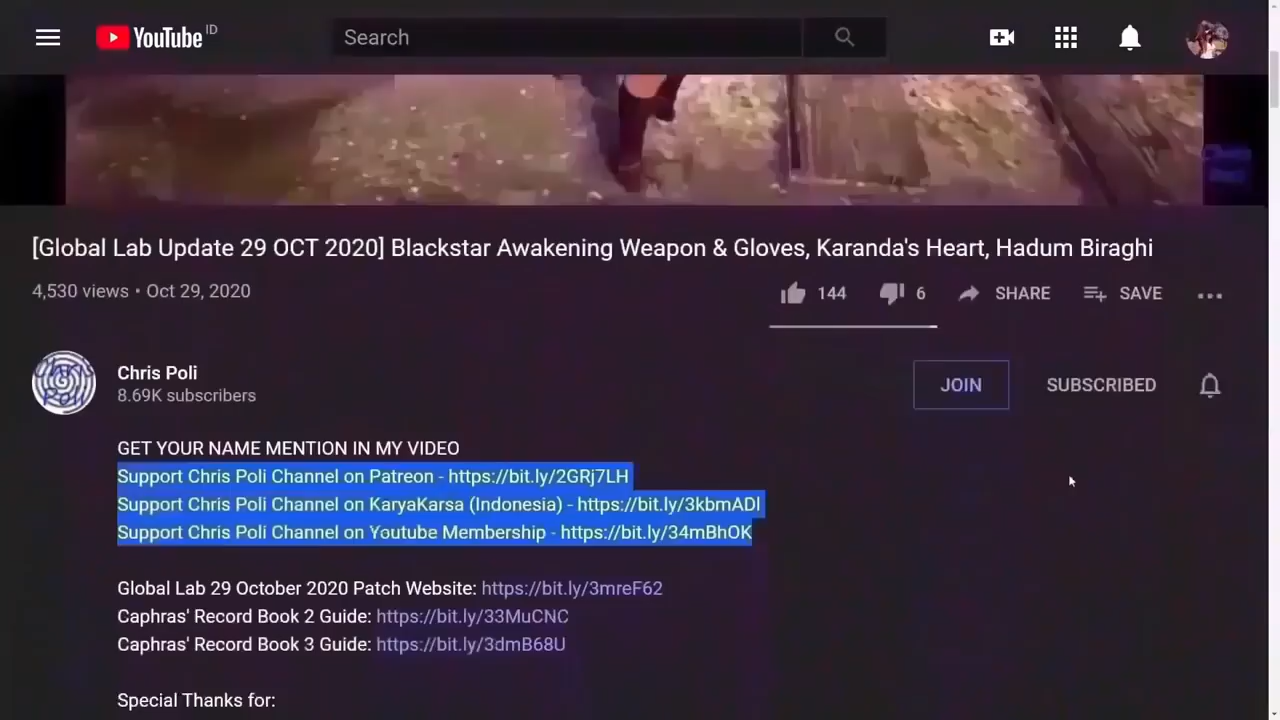 YouTube ID
Search
[Global Lab Update 29 OCT 2020] Blackstar Awakening Weapon & Gloves, Karanda's Heart, Hadum Biraghi
4,530 views • Oct 29, 2020
144
6
SHARE
SAVE
Chris Poli
Chris Poli
8.69K subscribers
JOIN
SUBSCRIBED
GET YOUR NAME MENTION IN MY VIDEO
Support Chris Poli Channel on Patreon - https://bit.ly/2GRj7LH
Support Chris Poli Channel on KaryaKarsa (Indonesia) - https://bit.ly/3kbmADl
Support Chris Poli Channel on Youtube Membership - https://bit.ly/34mBhOK
Global Lab 29 October 2020 Patch Website: https://bit.ly/3mreF62
Caphras' Record Book 2 Guide: https://bit.ly/33MuCNC
Caphras' Record Book 3 Guide: https://bit.ly/3dmB68U
Special Thanks for: